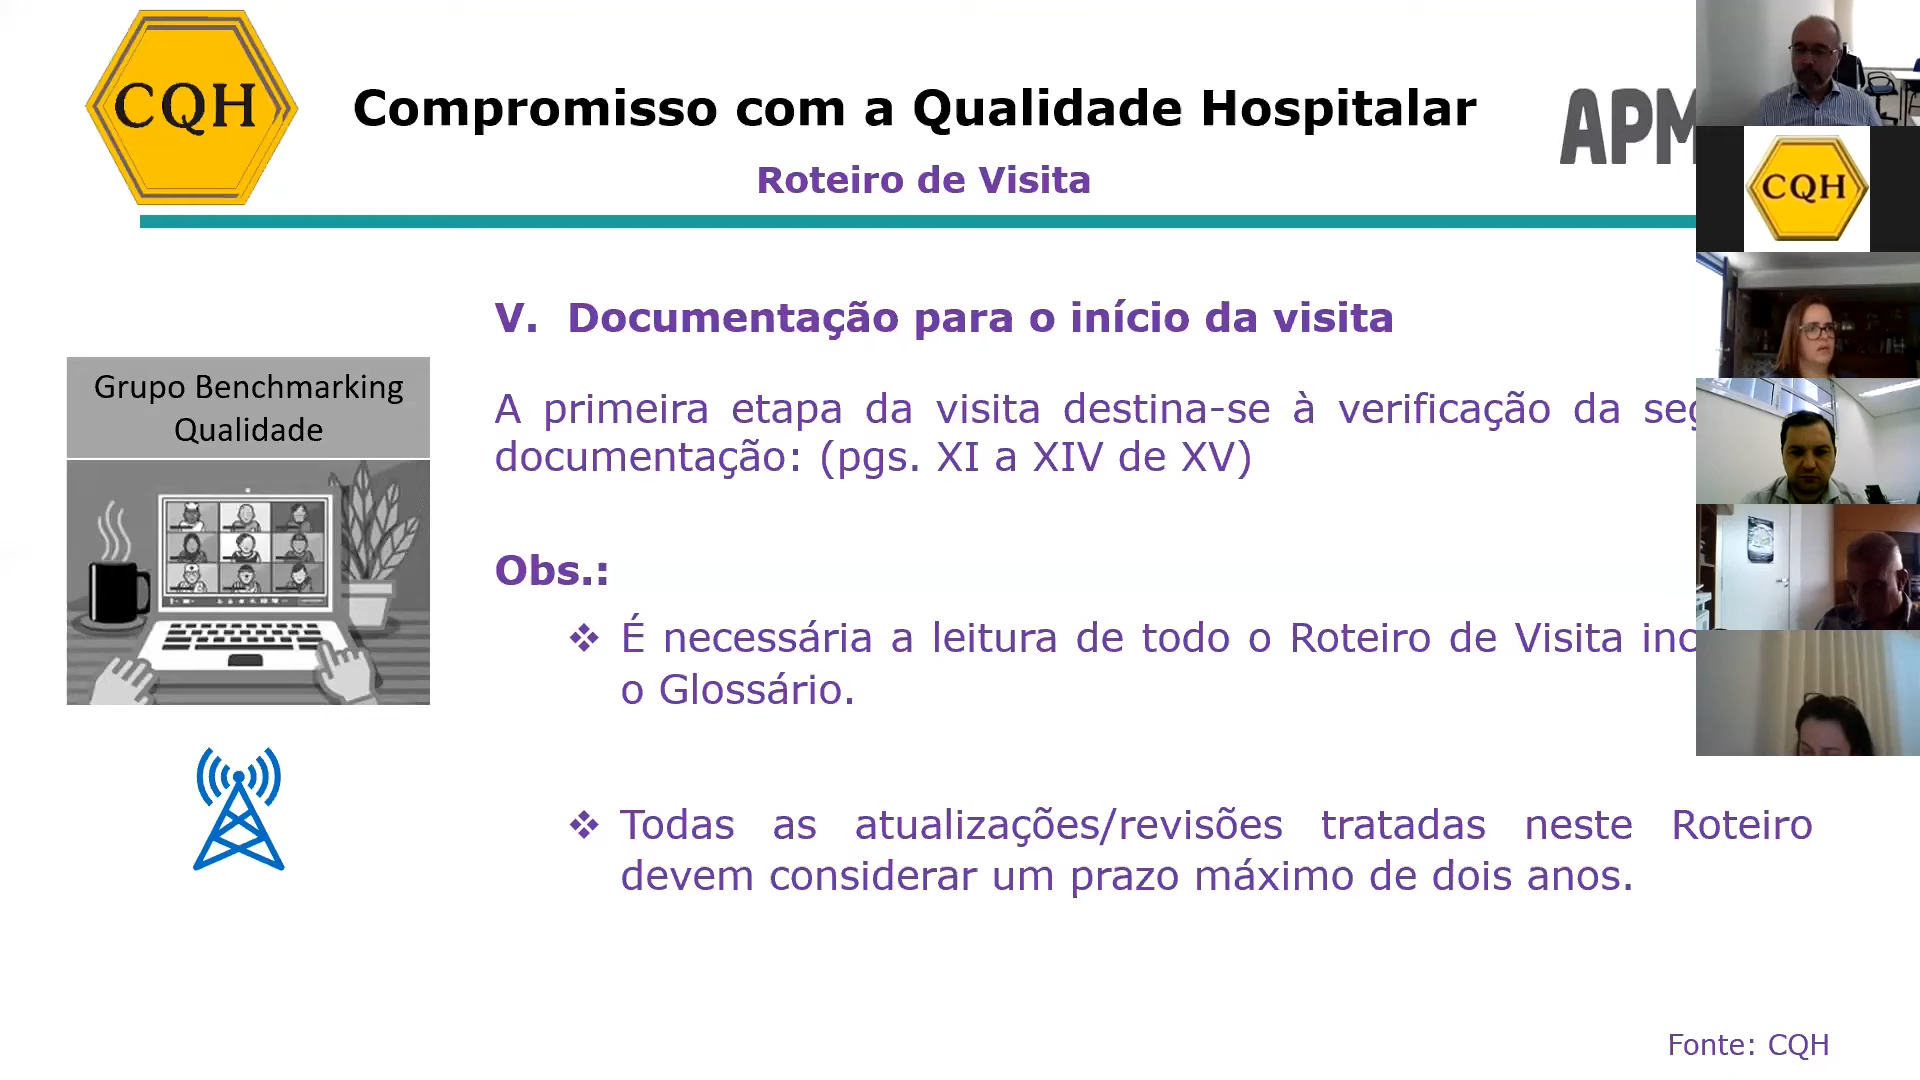 CQH
Compromisso com a Qualidade Hospitalar
APM
Roteiro de Visita
CQH
V. Documentação para o início da visita
Grupo Benchmarking
Qualidade
A primeira etapa da visita destina-se à verificação da
documentação: (pgs. XI a XIV de XV)
Obs.:
❖ É necessária a leitura de todo o Roteiro de Visita
o Glossário.
❖ Todas as atualizações/revisões tratadas neste Roteiro
devem considerar um prazo máximo de dois anos.
Fonte: CQH